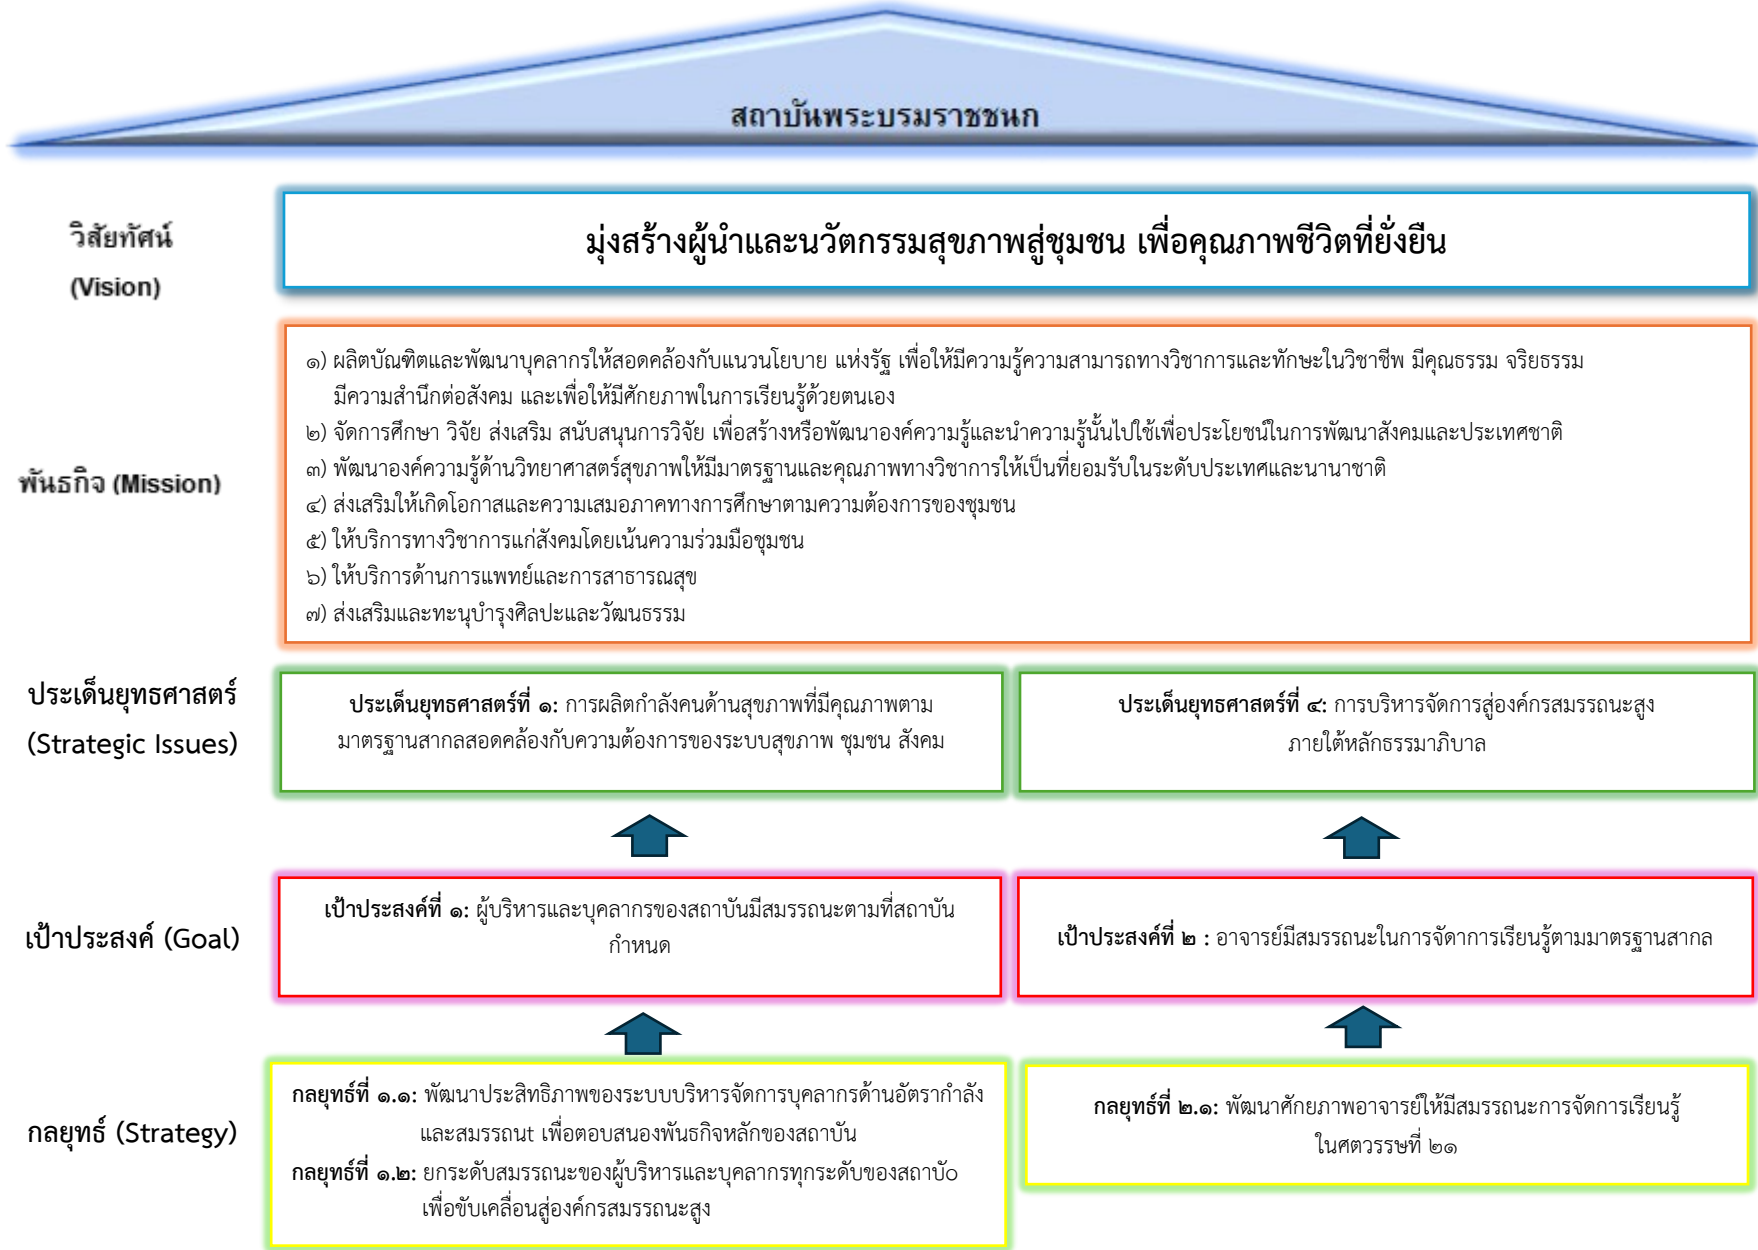 สถาบันพระบรมราชชนก
วิสัยทัศน์
(Vision)
มุ่งสร้างผู้นำและนวัตกรรมสุขภาพสู่ชุมชน เพื่อคุณภาพชีวิตที่ยั่งยืน
พันธกิจ (Mission)
๑) ผลิตบัณฑิตและพัฒนาบุคลากรให้สอดคล้องกับแนวนโยบาย แห่งรัฐ เพื่อให้มีความรู้ความสามารถทางวิชาการและทักษะในวิชาชีพ มีคุณธรรม จริยธรรม
มีความสำนึกต่อสังคม และเพื่อให้มีศักยภาพในการเรียนรู้ด้วยตนเอง
๒) จัดการศึกษา วิจัย ส่งเสริม สนับสนุนการวิจัย เพื่อสร้างหรือพัฒนาองค์ความรู้และนำความรู้นั้นไปใช้เพื่อประโยชน์ในการพัฒนาสังคมและประเทศชาติ
๓) พัฒนาองค์ความรู้ด้านวิทยาศาสตร์สุขภาพให้มีมาตรฐานและคุณภาพทางวิชาการให้เป็นที่ยอมรับในระดับประเทศและนานาชาติ
๔) ส่งเสริมให้เกิดโอกาสและความเสมอภาคทางการศึกษาตามความต้องการของชุมชน
๕) ให้บริการทางวิชาการแก่สังคมโดยเน้นความร่วมมือชุมชน
๖) ให้บริการด้านการแพทย์และการสาธารณสุข
๗) ส่งเสริมและทะนุบำรุงศิลปะและวัฒนธรรม
ประเด็นยุทธศาสตร์
(Strategic Issues)
ประเด็นยุทธศาสตร์ที่ ๑: การผลิตกำลังคนด้านสุขภาพที่มีคุณภาพตาม
มาตรฐานสากลสอดคล้องกับความต้องการของระบบสุขภาพ ชุมชน สังคม
ประเด็นยุทธศาสตร์ที่ ๔: การบริหารจัดการสู่องค์กรสมรรถนะสูง
ภายใต้หลักธรรมาภิบาล
เป้าประสงค์ (Goal)
เป้าประสงค์ที่ ๑: ผู้บริหารและบุคลากรของสถาบันมีสมรรถนะตามที่สถาบัน
กำหนด
เป้าประสงค์ที่ ๒ : อาจารย์มีสมรรถนะในการจัดาการเรียนรู้ตามมาตรฐานสากล
กลยุทธ์ (Strategy)
กลยุทธ์ที่ ๑.๑: พัฒนาประสิทธิภาพของระบบบริหารจัดการบุคลากรด้านอัตรากำลัง
และสมรรถนt เพื่อตอบสนองพันธกิจหลักของสถาบัน
กลยุทธ์ที่ ๑.๒: ยกระดับสมรรถนะของผู้บริหารและบุคลากรทุกระดับของสถาบัo
เพื่อขับเคลื่อนสู่องค์กรสมรรถนะสูง
กลยุทธ์ที่ ๒.๑: พัฒนาศักยภาพอาจารย์ให้มีสมรรถนะการจัดการเรียนรู้
ในศตวรรษที่ ๒๑